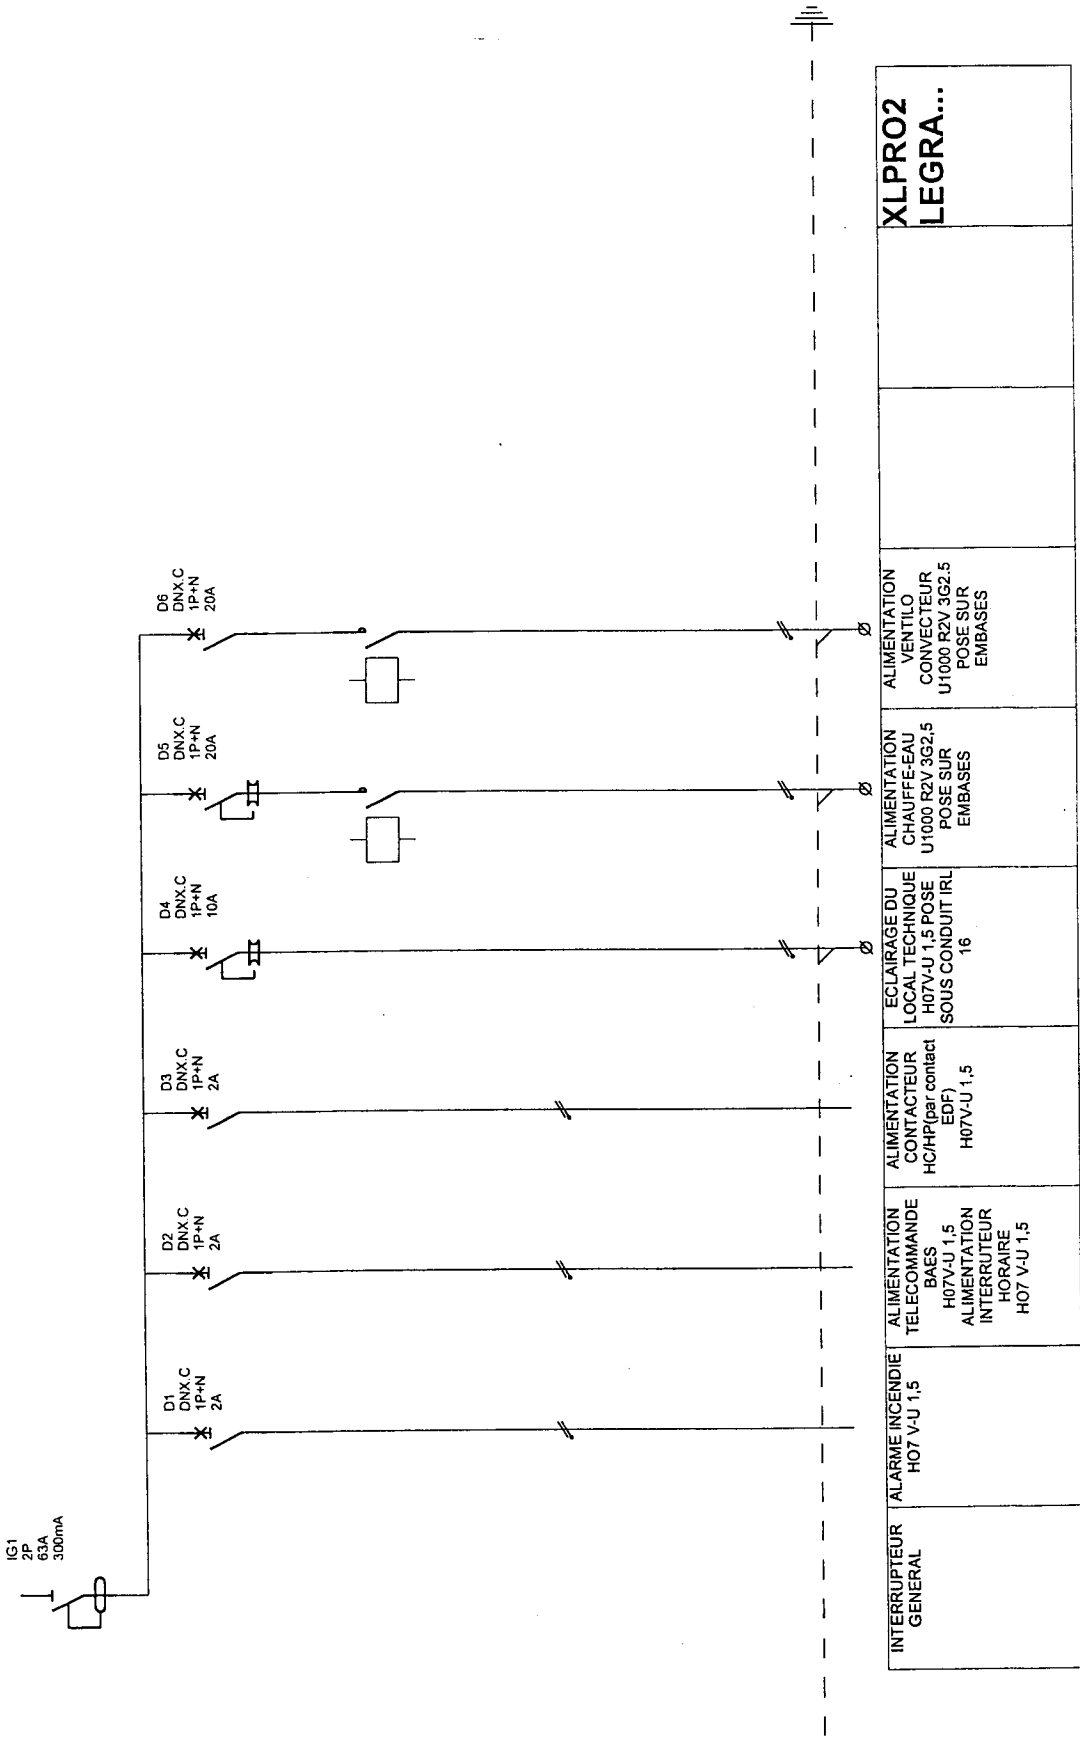 IG1
2P
63A
300mA
D1
DNX.C
1P+N
2A
D2
DNX.C
1P+N
2A
D3
DNX.C
1P+N
2A
D4
DNX.C
1P+N
10A
D5
DNX.C
1P+N
20A
D6
DNX.C
1P+N
20A
INTERRUPTEUR
GENERAL
ALARME INCENDIE
HO7 V-U 1,5
ALIMENTATION
TELECOMMANDE
BAES
H07V-U 1,5
ALIMENTATION
INTERRUTEUR
HORAIRE
HO7 V-U 1,5
ALIMENTATION
CONTACTEUR
HC/HP(par contact
EDF)
H07V-U 1,5
ECLAIRAGE DU
LOCAL TECHNIQUE
H07V-U 1,5 POSE
SOUS CONDUIT IRL
16
ALIMENTATION
CHAUFFE-EAU
U1000 R2V 3G2,5
POSE SUR
EMBASES
ALIMENTATION
VENTILO
CONVECTEUR
U1000 R2V 3G2.5
POSE SUR
EMBASES
XLPRO2
LEGRA...